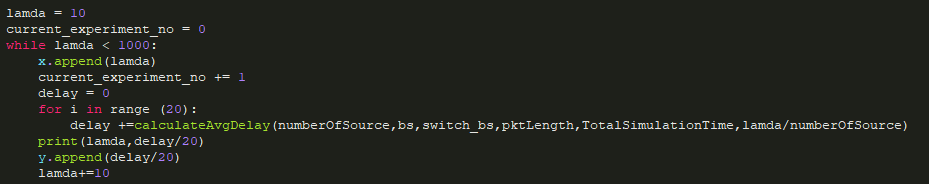 lamda = 10
current_experiment_no = 0
while lamda < 1000:
    x.append(lamda)
    current_experiment_no += 1
    delay = 0
    for i in range (20):
        delay +=calculateAvgDelay(numberOfSource,bs,switch_bs,pktLength,TotalSimulationTime,lamda/numberOfSource)
    print(lamda,delay/20)
    y.append(delay/20)
    lamda+=10